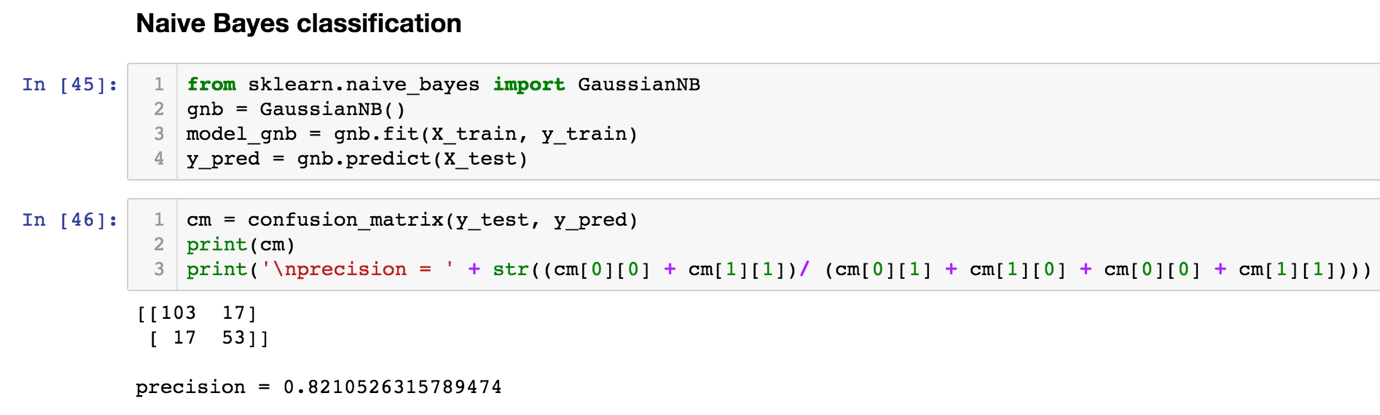 Naive Bayes classification
In [45]:
1 from sklearn.naive_bayes import GaussianNB
2 gnb = GaussianNB()
3 model_gnb = gnb.fit(X_train, y_train)
4 y_pred = gnb.predict(X_test)
In [46]:
1 cm = confusion_matrix(y_test, y_pred)
2 print(cm)
3 print('\nprecision = ' + str((cm[0][0] + cm[1][1])/ (cm[0][1] + cm[1][0] + cm[0][0] + cm[1][1])))
[[103  17]
 [ 17  53]]
precision = 0.8210526315789474